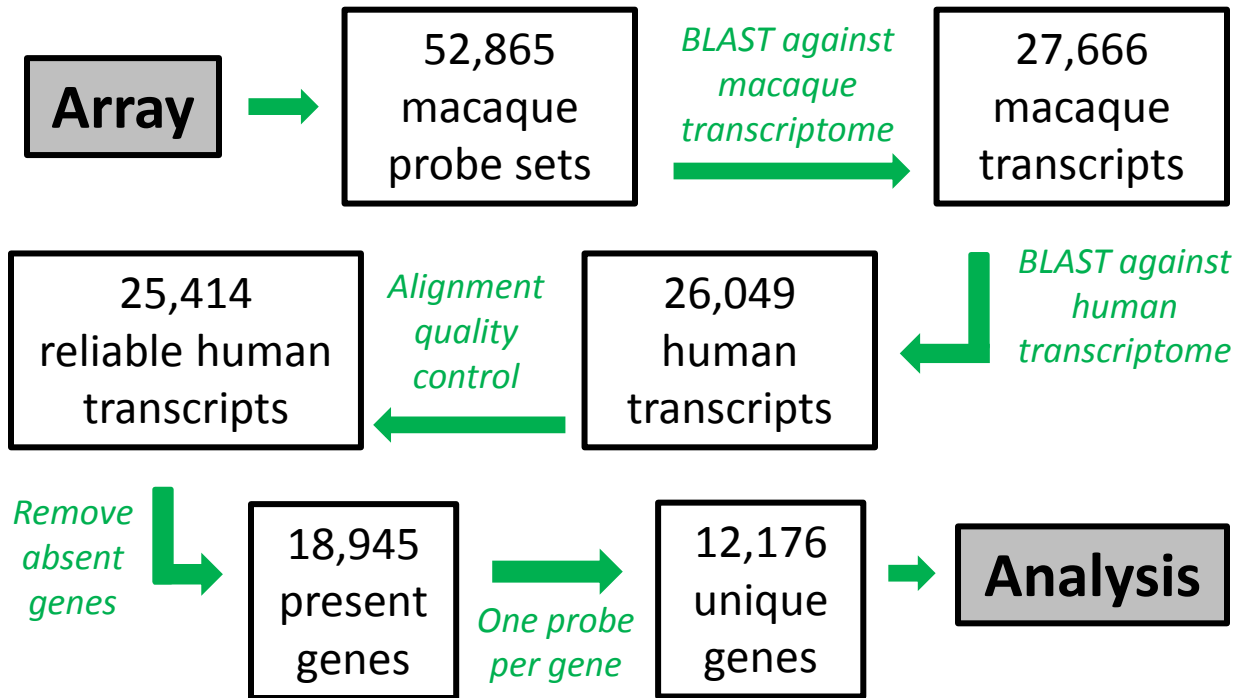 Array
52,865
macaque
probe sets
BLAST against
macaque
transcriptome
27,666
macaque
transcripts
BLAST against
human
transcriptome
26,049
human
transcripts
Alignment
quality
control
25,414
reliable human
transcripts
Remove
absent
genes
18,945
present
genes
One probe
per gene
12,176
unique
genes
Analysis